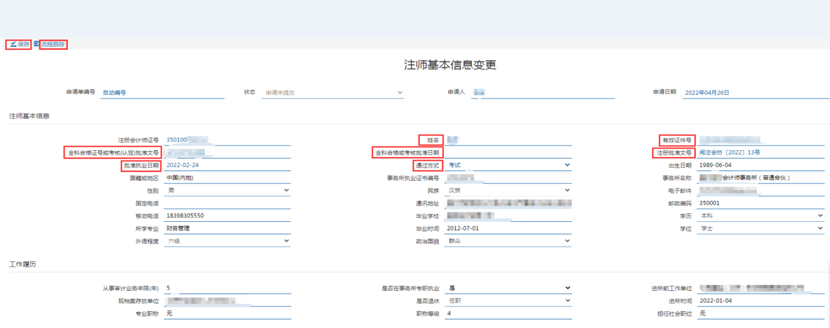 保存 流程跟踪
注师基本信息变更
申请单编号 自动编号 状态 申请未提交 申请人 申请日期 2022年04月26日
注师基本信息
注册会计师证号 350100 姓名 有效证件号
全科合格证号或考核(认定)批准文号 全科合格或考核批准日期 注册批准文号 闽注会协〔2022〕13号
批准执业日期 2022-02-24 通过方式 考试 出生日期 1989-06-04
国籍或地区 中国(内地) 事务所执业证书编号 事务所名称 会计师事务所（普通合伙）
性别 男 民族 汉族 电子邮件
固定电话 通讯地址 邮政编码 350001
移动电话 18398305550 毕业学校 学历 本科
所学专业 财务管理 毕业时间 2012-07-01 学位 学士
外语程度 六级 政治面貌 群众
工作履历
从事审计业务年限(年) 5 是否在事务所专职执业 是 进所前工作单位
现档案存放单位 是否退休 在职 进所时间 2022-01-04
专业职称 无 职称等级 4 担任社会职位 无